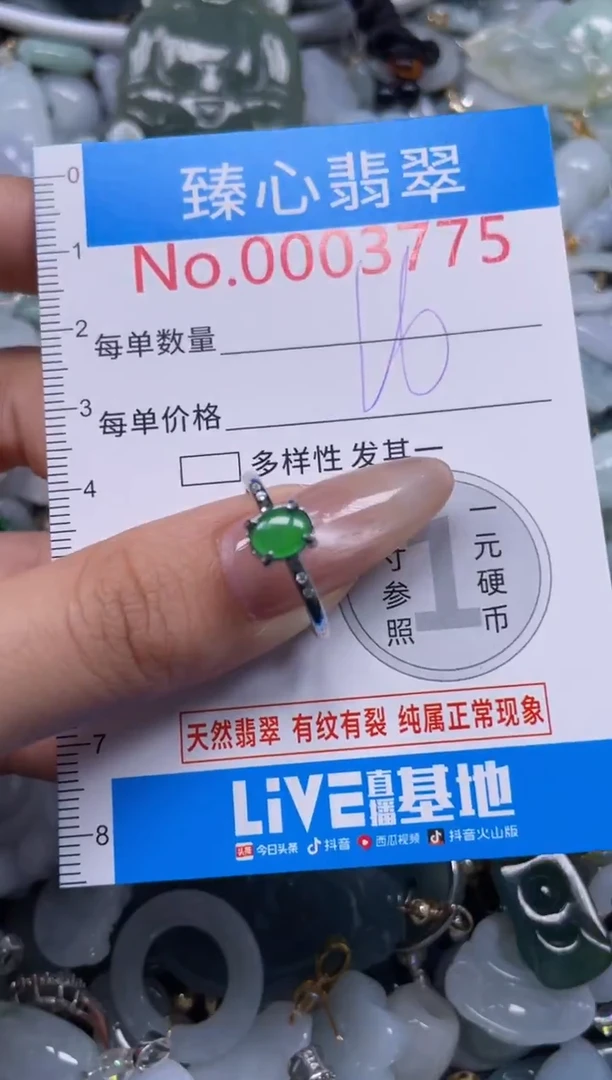 臻心翡翠
No.0003775
每单数量
16
每单价格
多样性 发其一
一元硬币
寸参照
1
天然翡翠 有纹有裂 纯属正常现象
LiVE直播基地
头条 今日头条 抖音 西瓜视频 抖音火山版
0
1
2
3
4
7
8